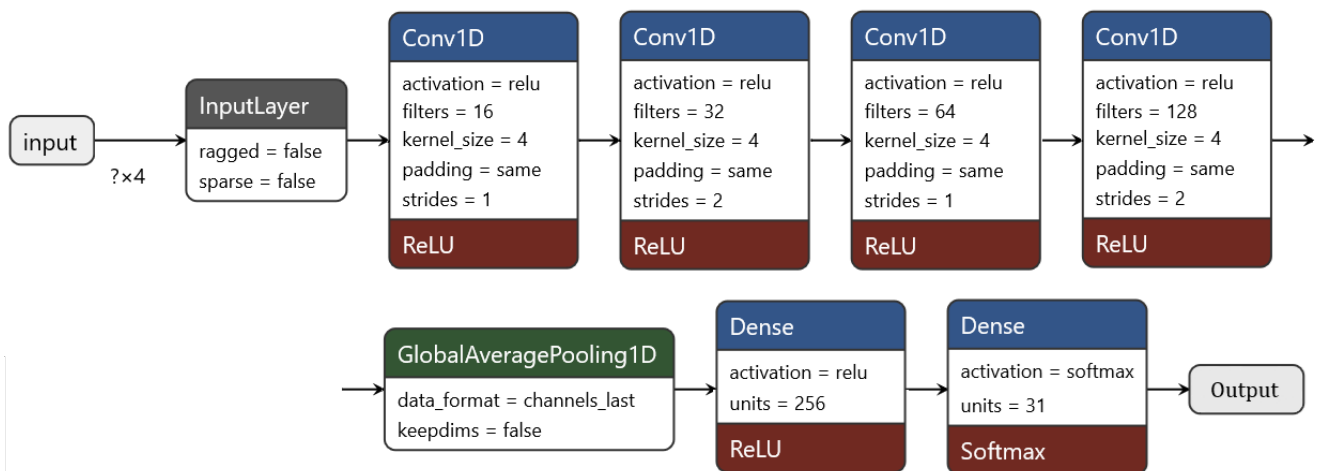 input
?×4
InputLayer
ragged = false
sparse = false
Conv1D
activation = relu
filters = 16
kernel_size = 4
padding = same
strides = 1
ReLU
Conv1D
activation = relu
filters = 32
kernel_size = 4
padding = same
strides = 2
ReLU
Conv1D
activation = relu
filters = 64
kernel_size = 4
padding = same
strides = 1
ReLU
Conv1D
activation = relu
filters = 128
kernel_size = 4
padding = same
strides = 2
ReLU
GlobalAveragePooling1D
data_format = channels_last
keepdims = false
Dense
activation = relu
units = 256
ReLU
Dense
activation = softmax
units = 31
Softmax
Output